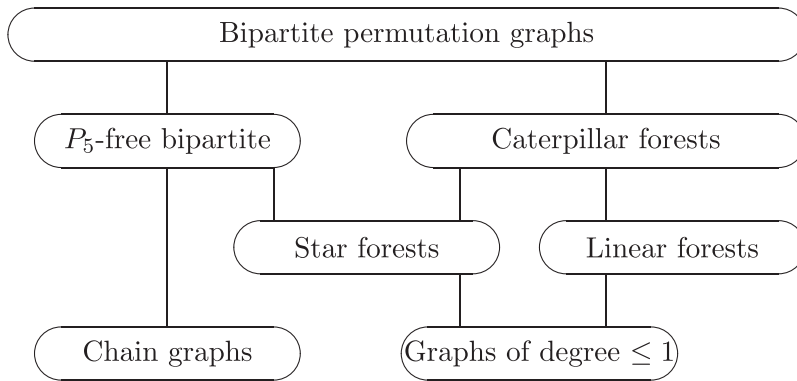 Bipartite permutation graphs
P₅-free bipartite
Caterpillar forests
Star forests
Linear forests
Chain graphs
Graphs of degree ≤ 1